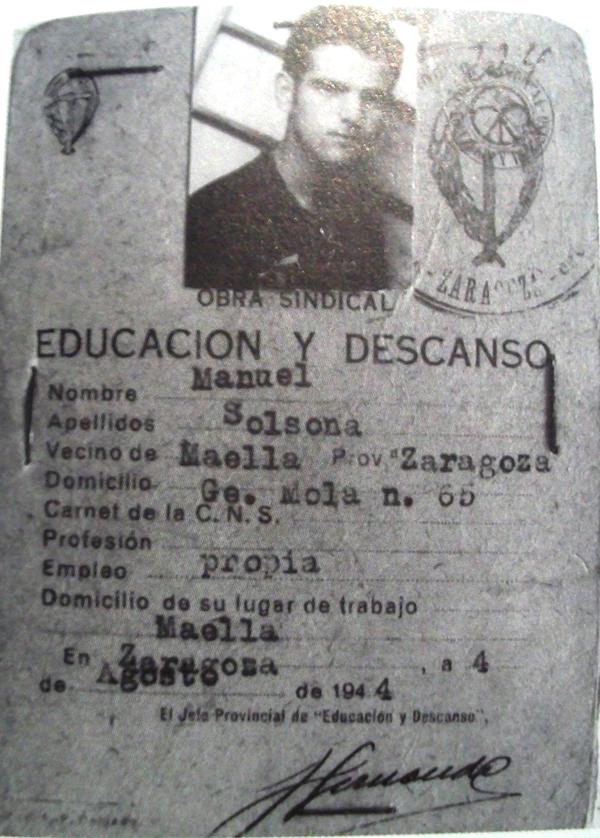 ZARAGOZA
OBRA SINDICAL
EDUCACION Y DESCANSO
Nombre Manuel
Apellidos Solsona
Vecino de Maella Prov.ª Zaragoza
Domicilio Ge. Mola n. 65
Carnet de la C. N. S.
Profesión
Empleo propia
Domicilio de su lugar de trabajo
Maella
En Zaragoza, a 4
de Agosto de 1944
El Jefe Provincial de "Educación y Descanso",
Hernando